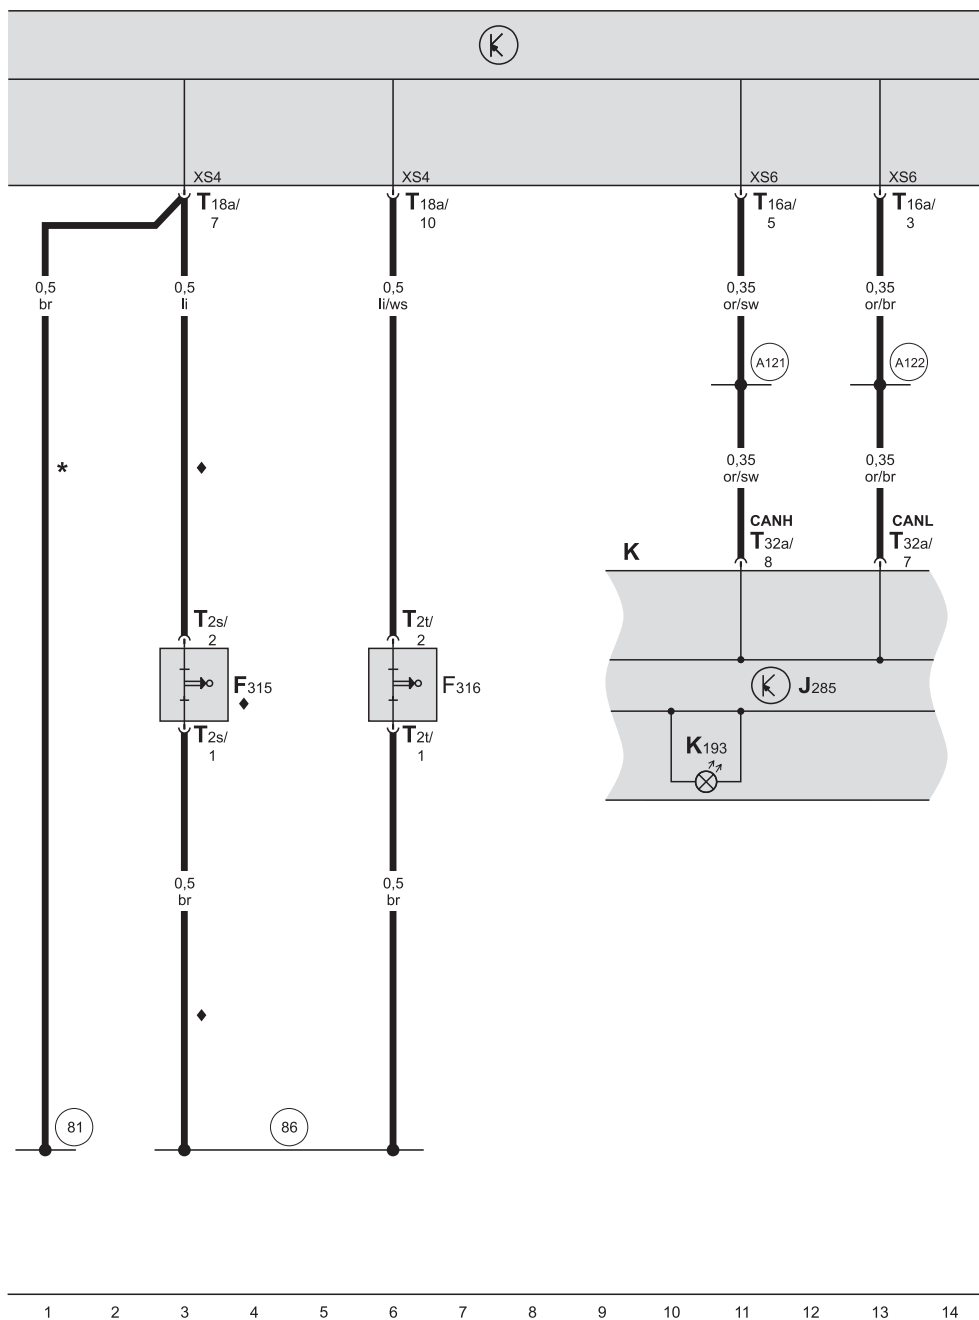 XS4
XS4
XS6
XS6
T18a/
7
T18a/
10
T16a/
5
T16a/
3
0,5
br
0,5
li
0,5
li/ws
0,35
or/sw
0,35
or/br
A121
A122
*
0,35
or/sw
0,35
or/br
CANH
T32a/
8
CANL
T32a/
7
K
T2s/
2
T2t/
2
F315
F316
J285
T2s/
1
T2t/
1
K193
0,5
br
0,5
br
81
86
1 2 3 4 5 6 7 8 9 10 11 12 13 14